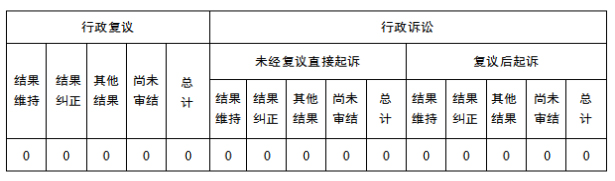 行政复议 行政诉讼
未经复议直接起诉 复议后起诉
结果维持 结果纠正 其他结果 尚未审结 总计 结果维持 结果纠正 其他结果 尚未审结 总计 结果维持 结果纠正 其他结果 尚未审结 总计
0 0 0 0 0 0 0 0 0 0 0 0 0 0 0